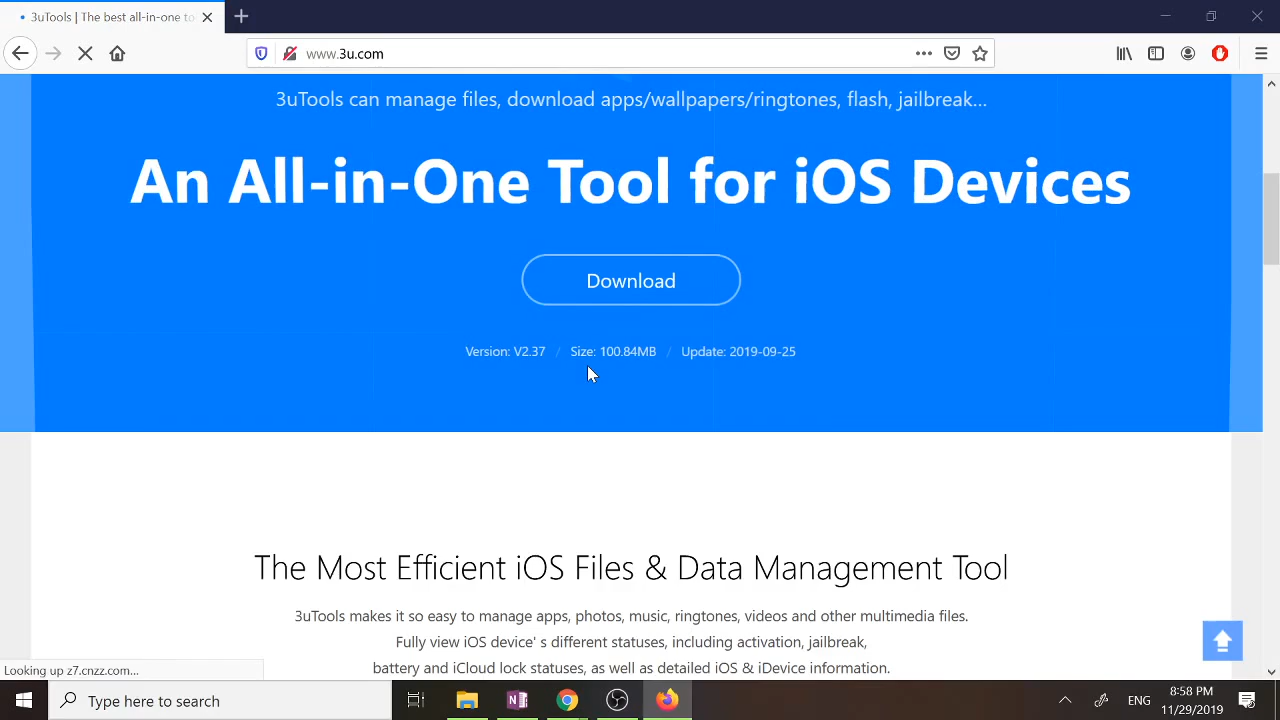 3uTools | The best all-in-one to
www.3u.com
3uTools can manage files, download apps/wallpapers/ringtones, flash, jailbreak...
An All-in-One Tool for iOS Devices
Download
Version: V2.37 / Size: 100.84MB / Update: 2019-09-25
The Most Efficient iOS Files & Data Management Tool
3uTools makes it so easy to manage apps, photos, music, ringtones, videos and other multimedia files.
Fully view iOS device' s different statuses, including activation, jailbreak,
battery and iCloud lock statuses, as well as detailed iOS & iDevice information.
Looking up z7.cnzz.com...
Type here to search
ENG
8:58 PM
11/29/2019